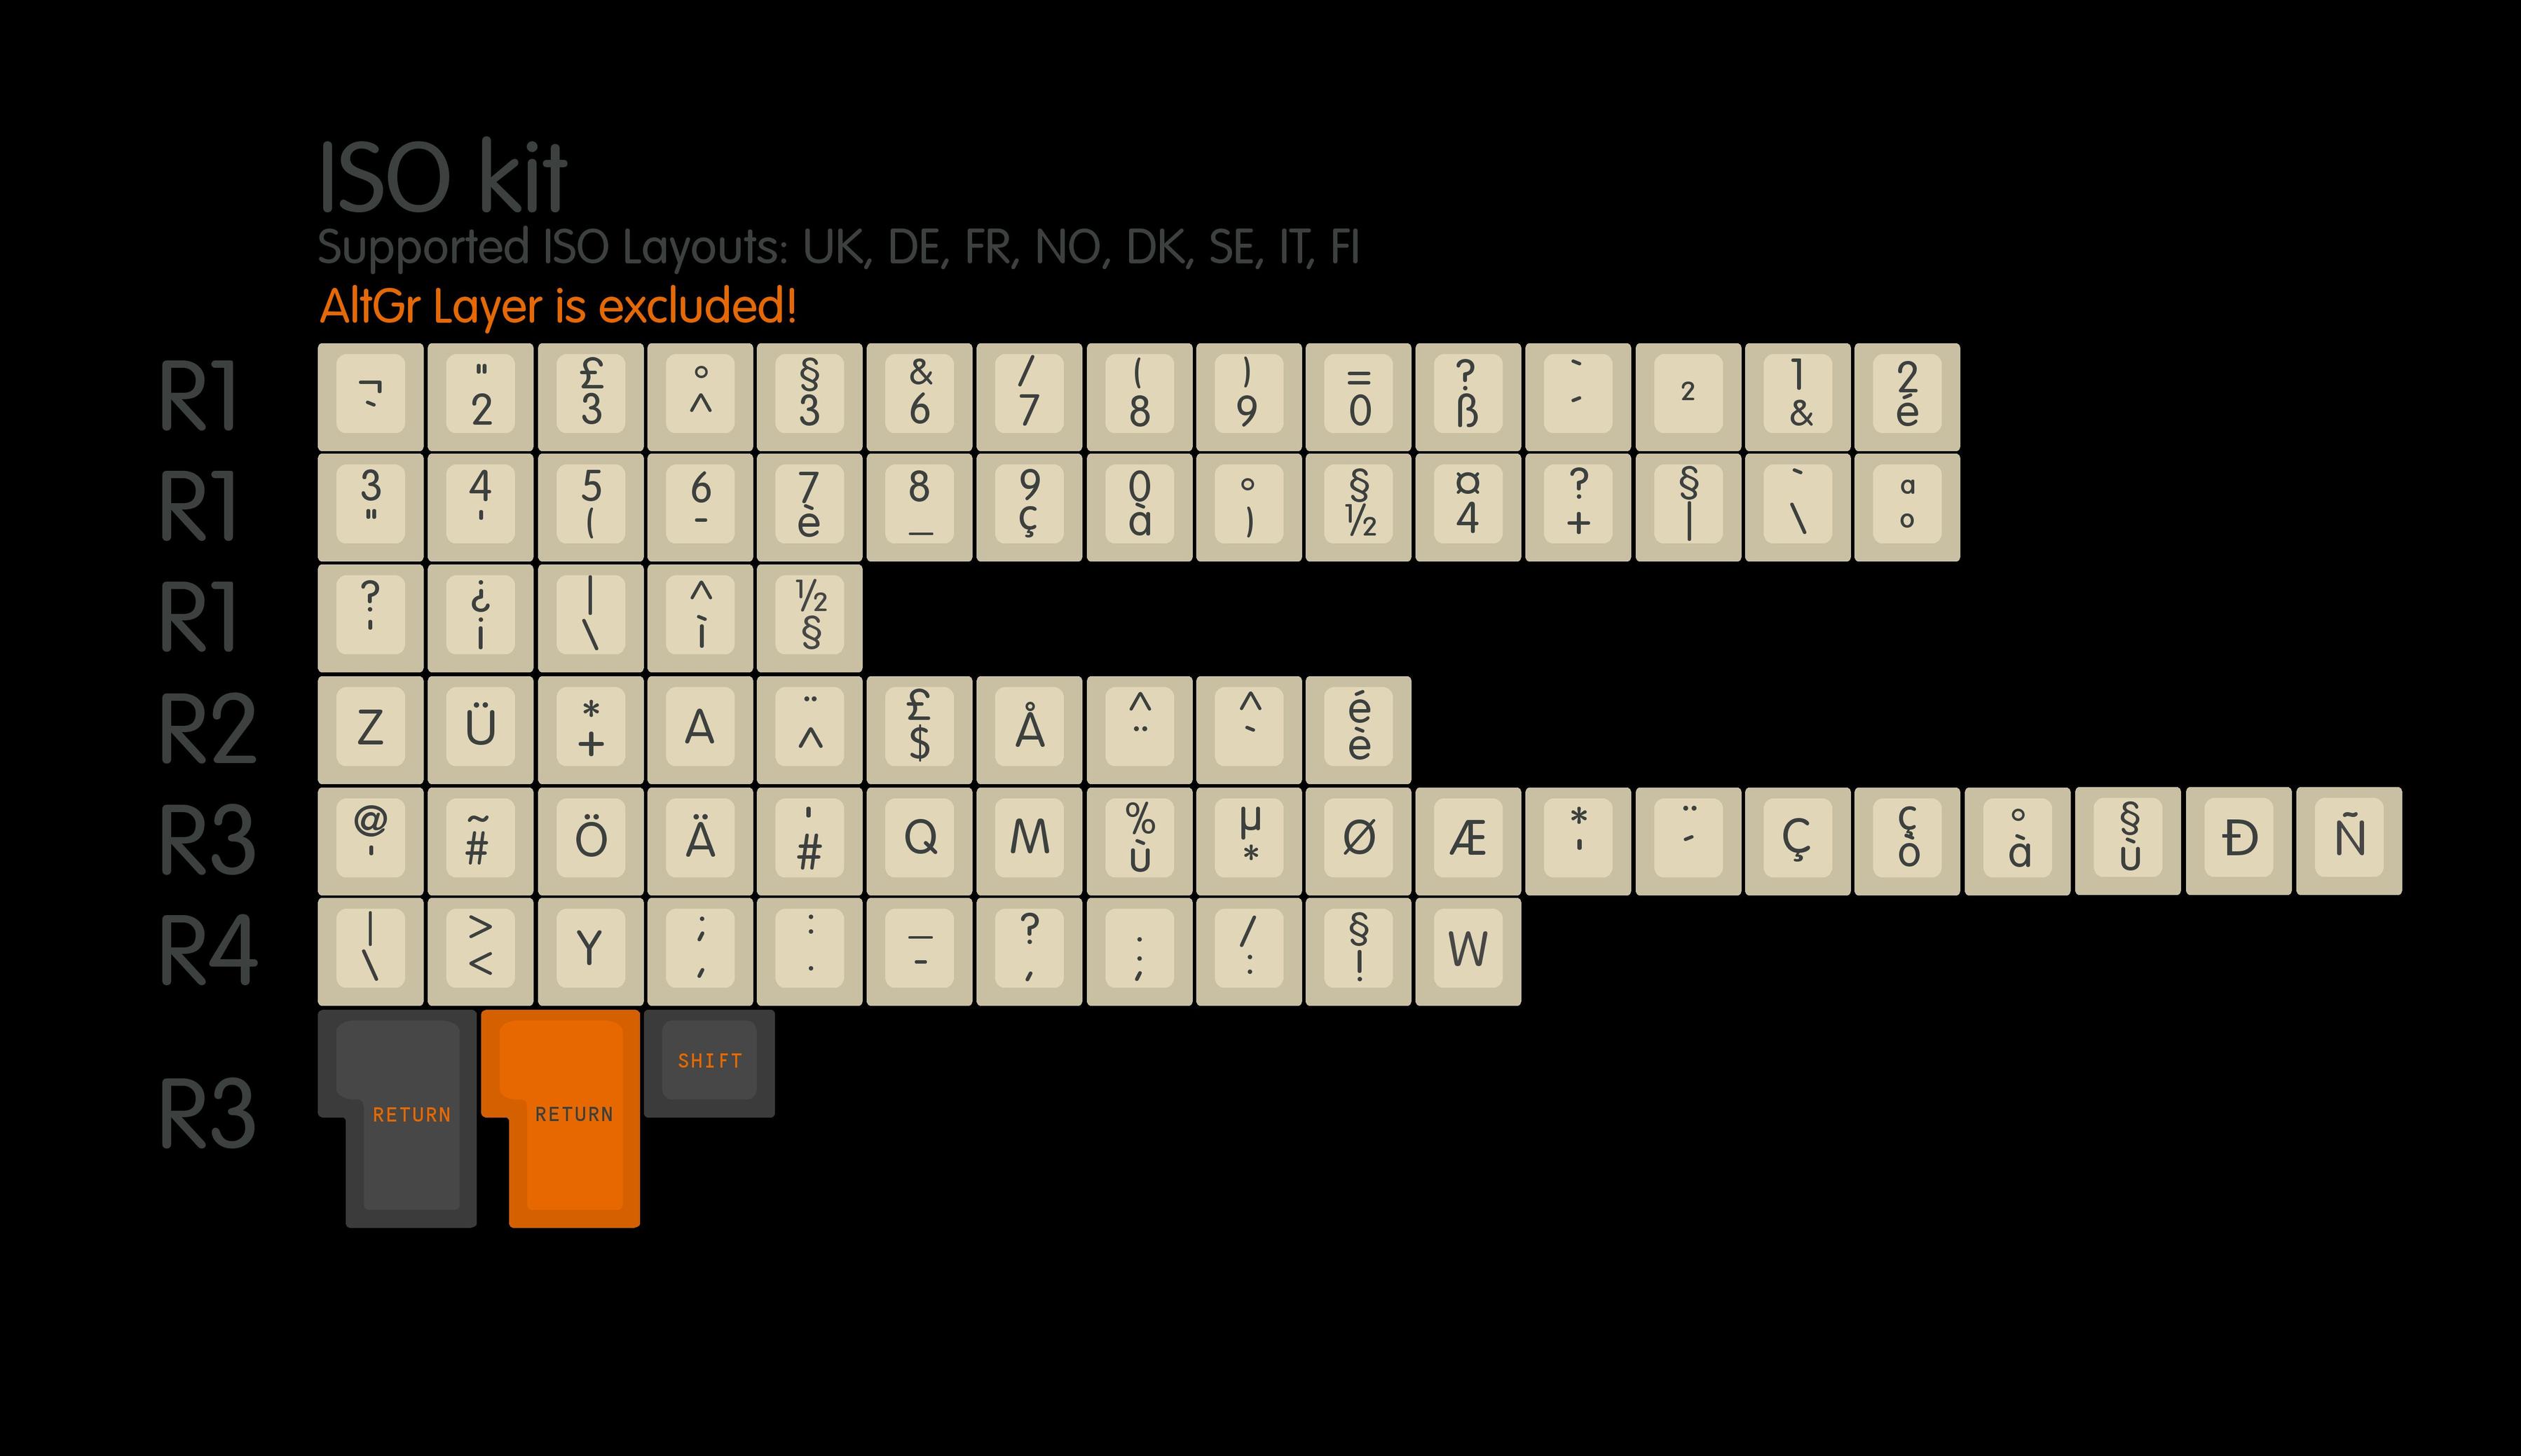 ISO kit
Supported ISO Layouts: UK, DE, FR, NO, DK, SE, IT, FI
AltGr Layer is excluded!
R1 ¬ " £ ° § & / ( ) = ? ` ² 1 2
` 2 3 ^ 3 6 7 8 9 0 ß ´ & é
R1 3 4 5 6 7 8 9 0 ° § ¤ ? § ` ª
" ' ( - è _ ç à ) ½ 4 + | \ º
R1 ? ¿ | ^ ½
' ¡ \ ì §
R2 Z Ü * A ¨ £ Å ^ ^ é
+ ^ $ ¨ ` è
R3 @ ~ Ö Ä ' Q M % µ Ø Æ * ¨ Ç ç ° § Đ Ñ
' # # ù * ' ´ ò à ù
R4 | > Y ; : _ ? . / § W
\ < , . - , ; : !
R3 RETURN RETURN SHIFT